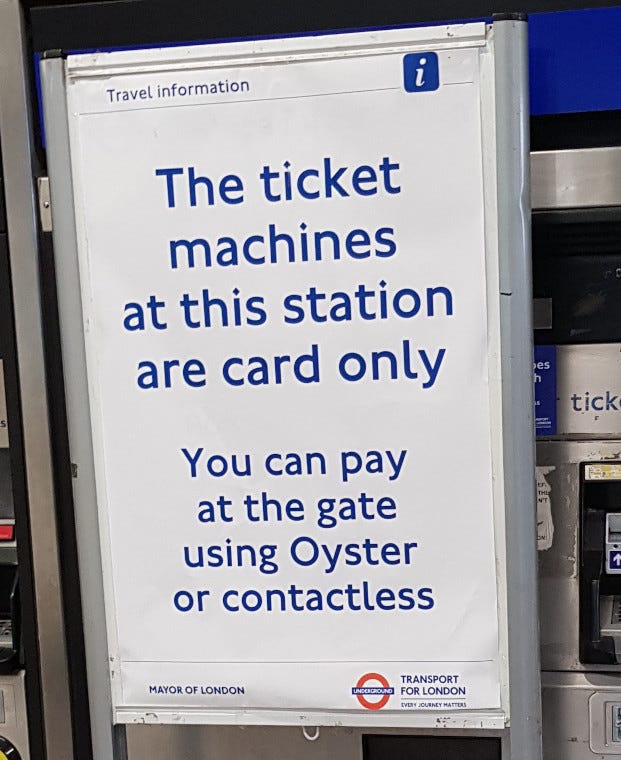 Travel information
i
The ticket
machines
at this station
are card only
You can pay
at the gate
using Oyster
or contactless
MAYOR OF LONDON
UNDERGROUND
TRANSPORT
FOR LONDON
EVERY JOURNEY MATTERS